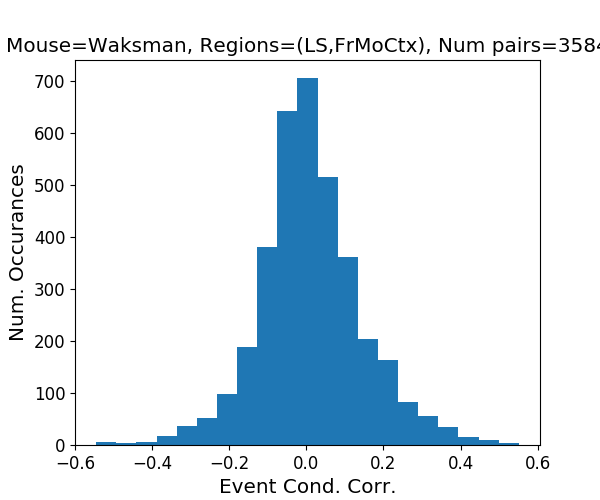 Mouse=Waksman, Regions=(LS,FrMoCtx), Num pairs=3584
700
600
500
400
300
200
100
0
Num. Occurances
−0.6 −0.4 −0.2 0.0 0.2 0.4 0.6
Event Cond. Corr.